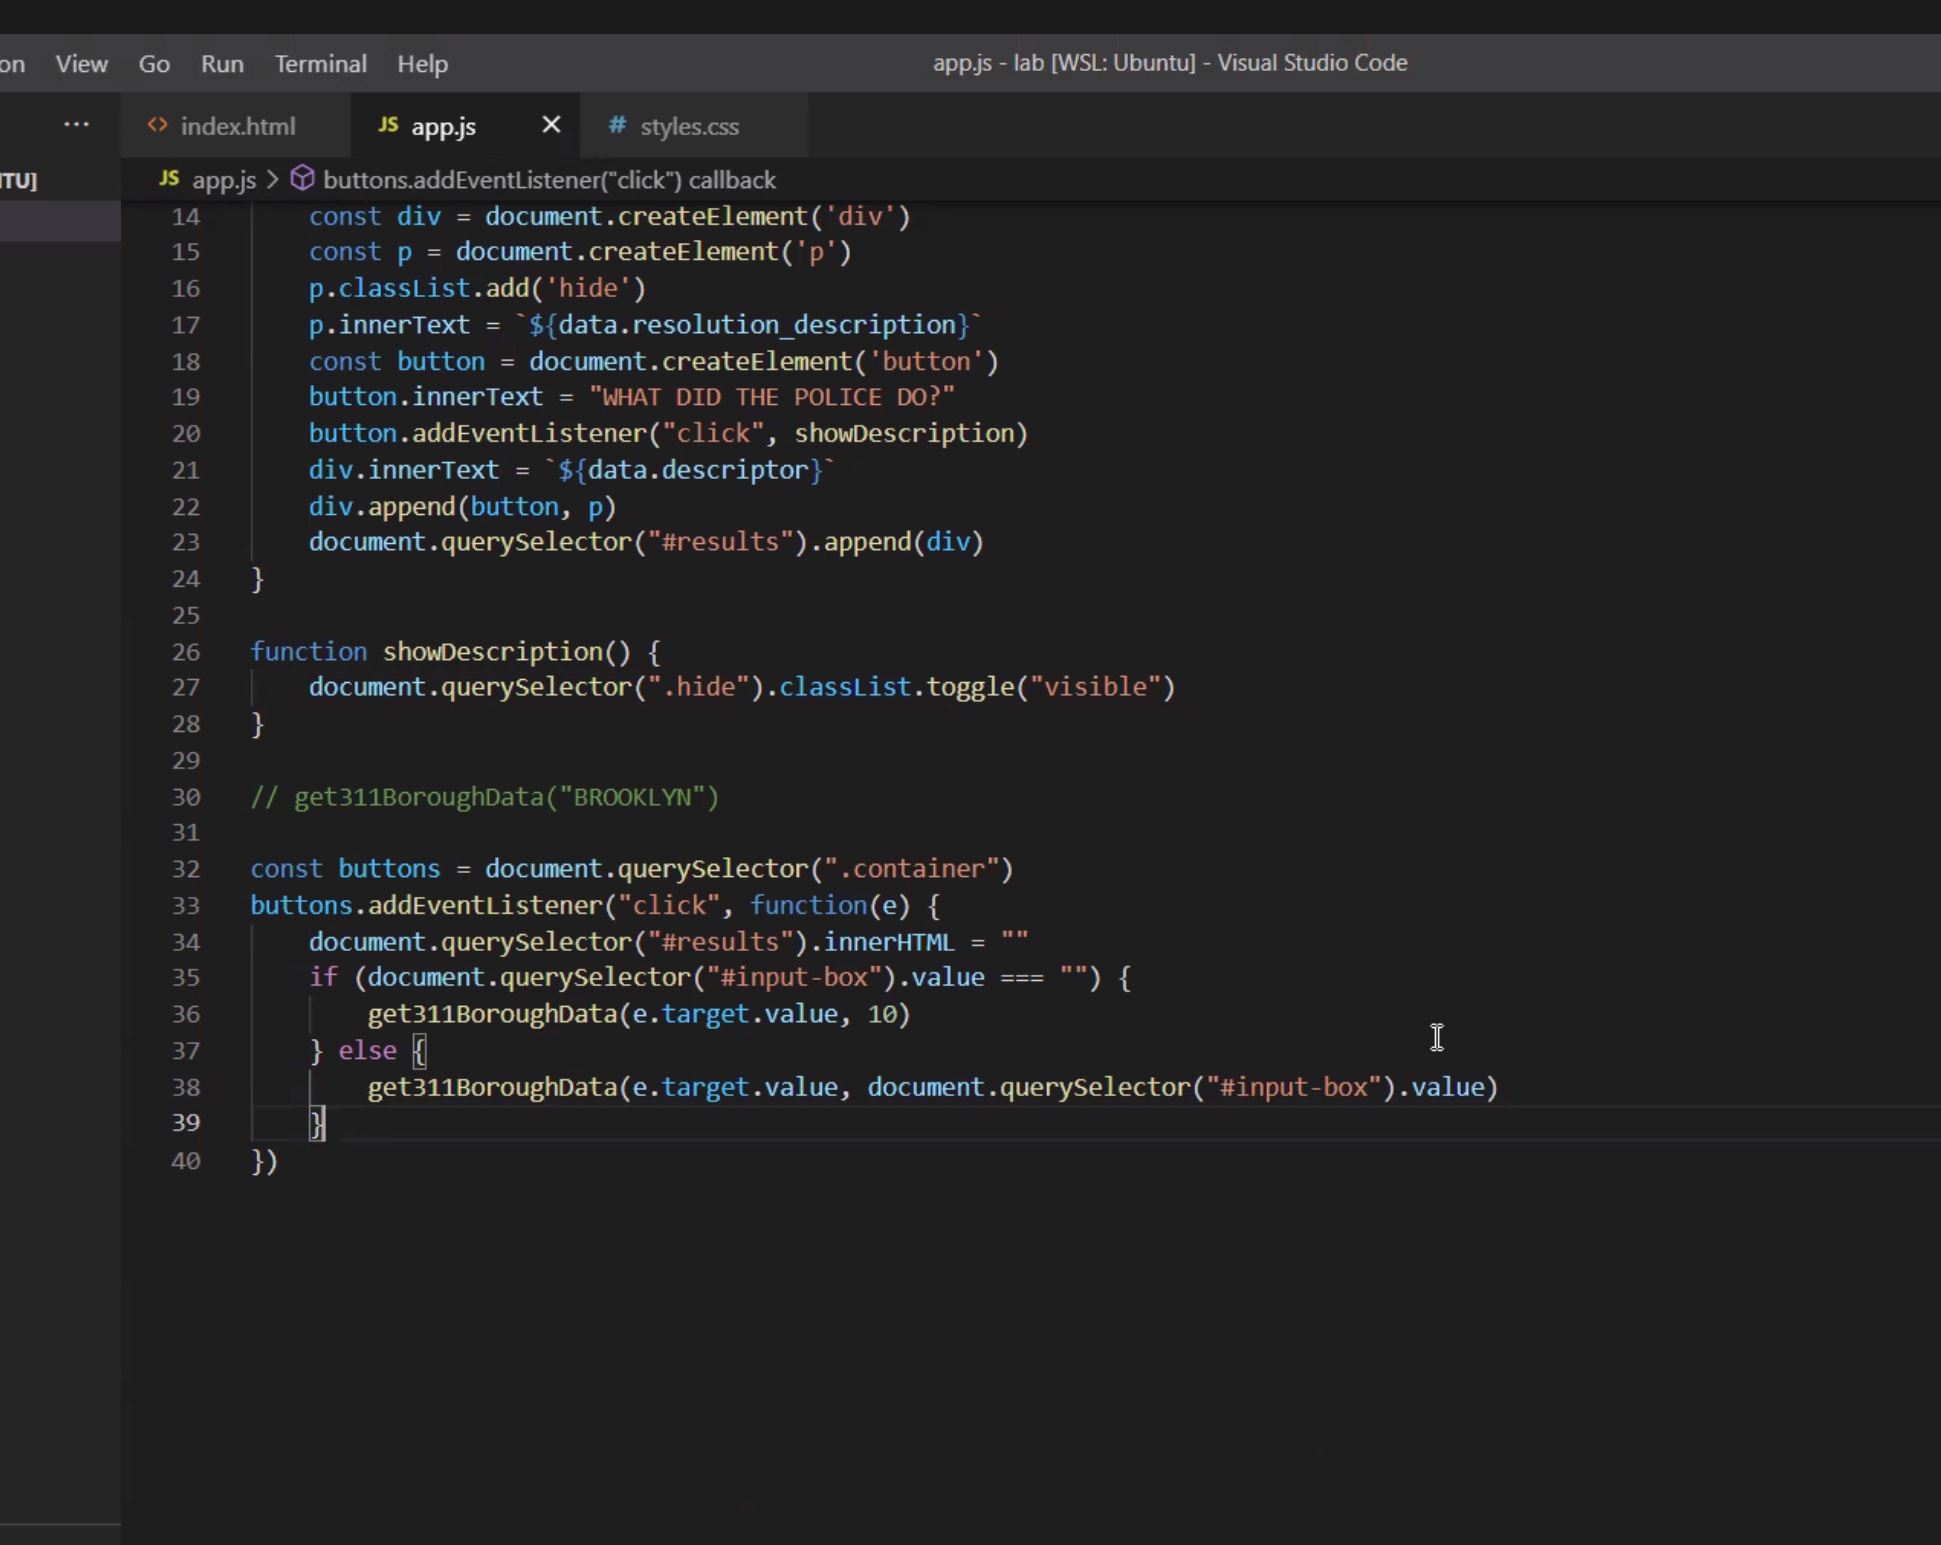 View Go Run Terminal Help app.js - lab [WSL: Ubuntu] - Visual Studio Code
··· <> index.html JS app.js × # styles.css
TU] JS app.js > buttons.addEventListener("click") callback
14 const div = document.createElement('div')
15 const p = document.createElement('p')
16 p.classList.add('hide')
17 p.innerText = `${data.resolution_description}`
18 const button = document.createElement('button')
19 button.innerText = "WHAT DID THE POLICE DO?"
20 button.addEventListener("click", showDescription)
21 div.innerText = `${data.descriptor}`
22 div.append(button, p)
23 document.querySelector("#results").append(div)
24 }
25
26 function showDescription() {
27 document.querySelector(".hide").classList.toggle("visible")
28 }
29
30 // get311BoroughData("BROOKLYN")
31
32 const buttons = document.querySelector(".container")
33 buttons.addEventListener("click", function(e) {
34 document.querySelector("#results").innerHTML = ""
35 if (document.querySelector("#input-box").value === "") {
36 get311BoroughData(e.target.value, 10)
37 } else {
38 get311BoroughData(e.target.value, document.querySelector("#input-box").value)
39 }
40 })